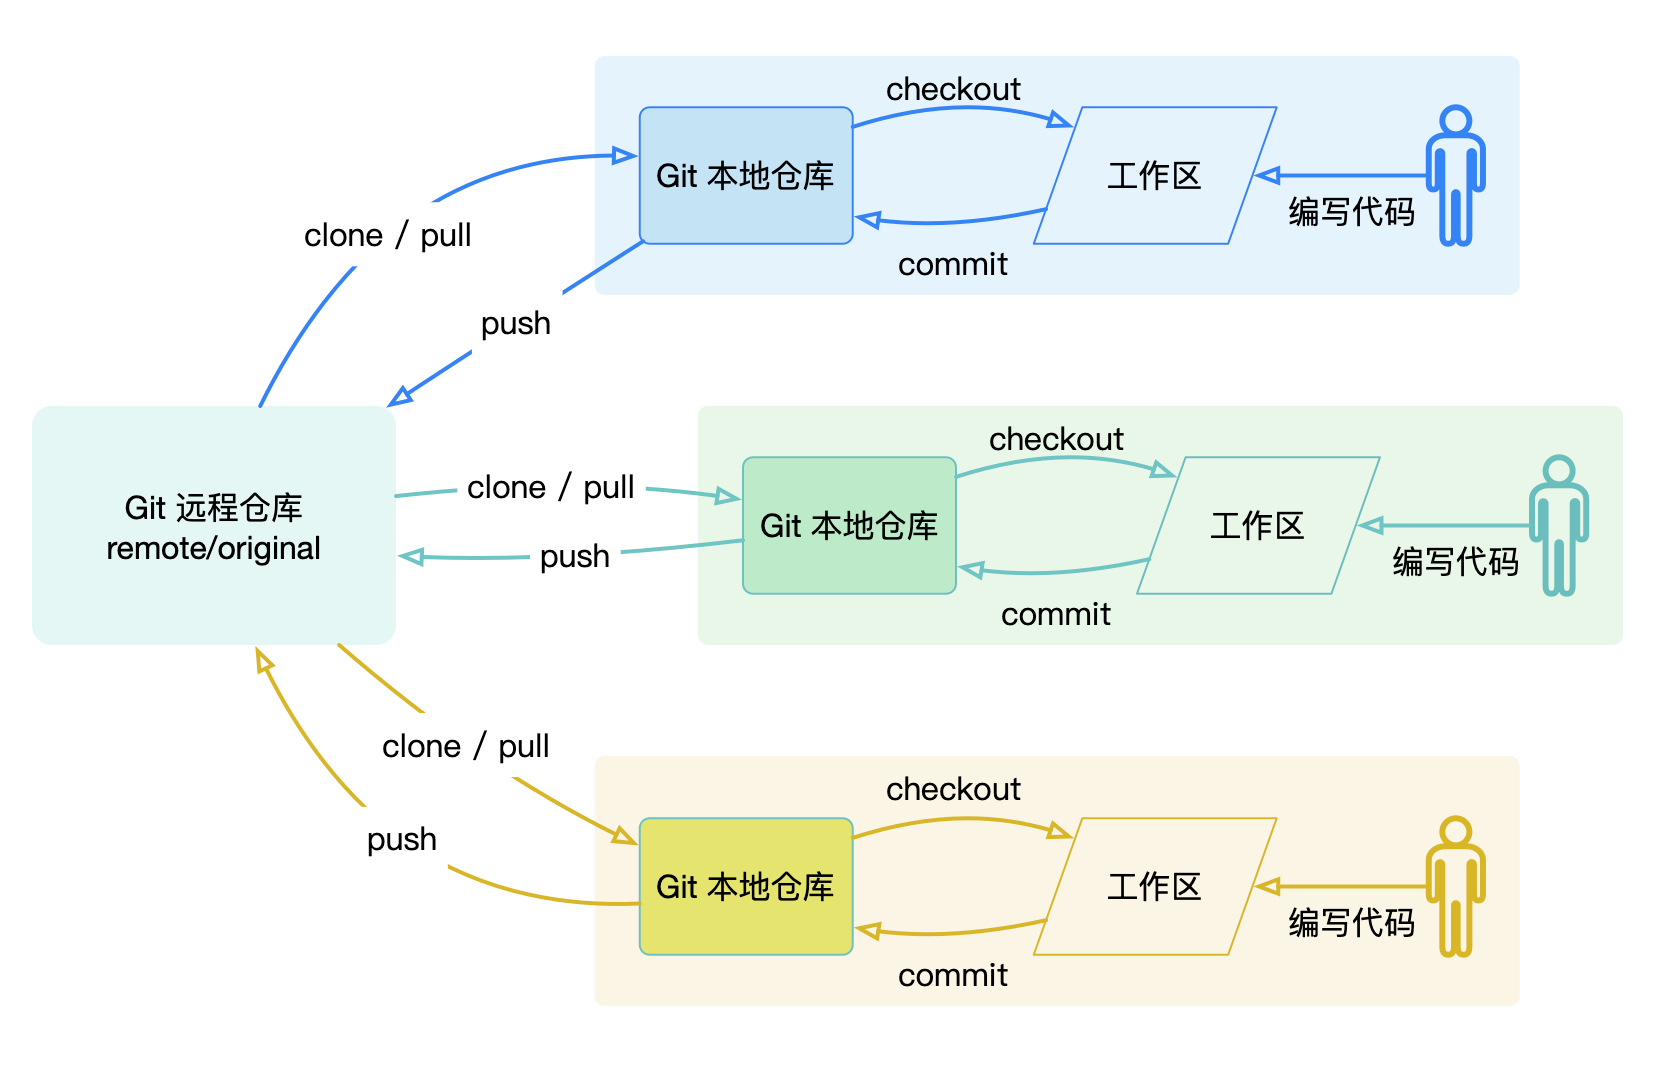 checkout
Git 本地仓库
工作区
编写代码
commit
clone / pull
push
Git 远程仓库
remote/original
clone / pull
push
checkout
Git 本地仓库
工作区
编写代码
commit
clone / pull
push
checkout
Git 本地仓库
工作区
编写代码
commit